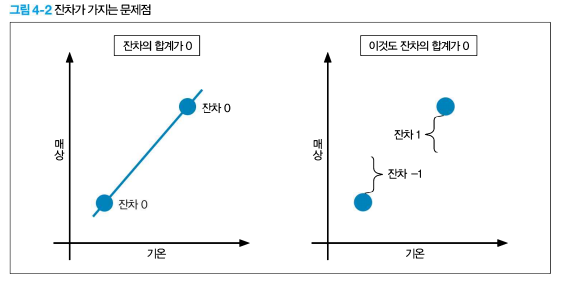 그림 4-2 잔차가 가지는 문제점
잔차의 합계가 0
매상
잔차 0
잔차 0
기온
이것도 잔차의 합계가 0
매상
잔차 1
잔차 -1
기온